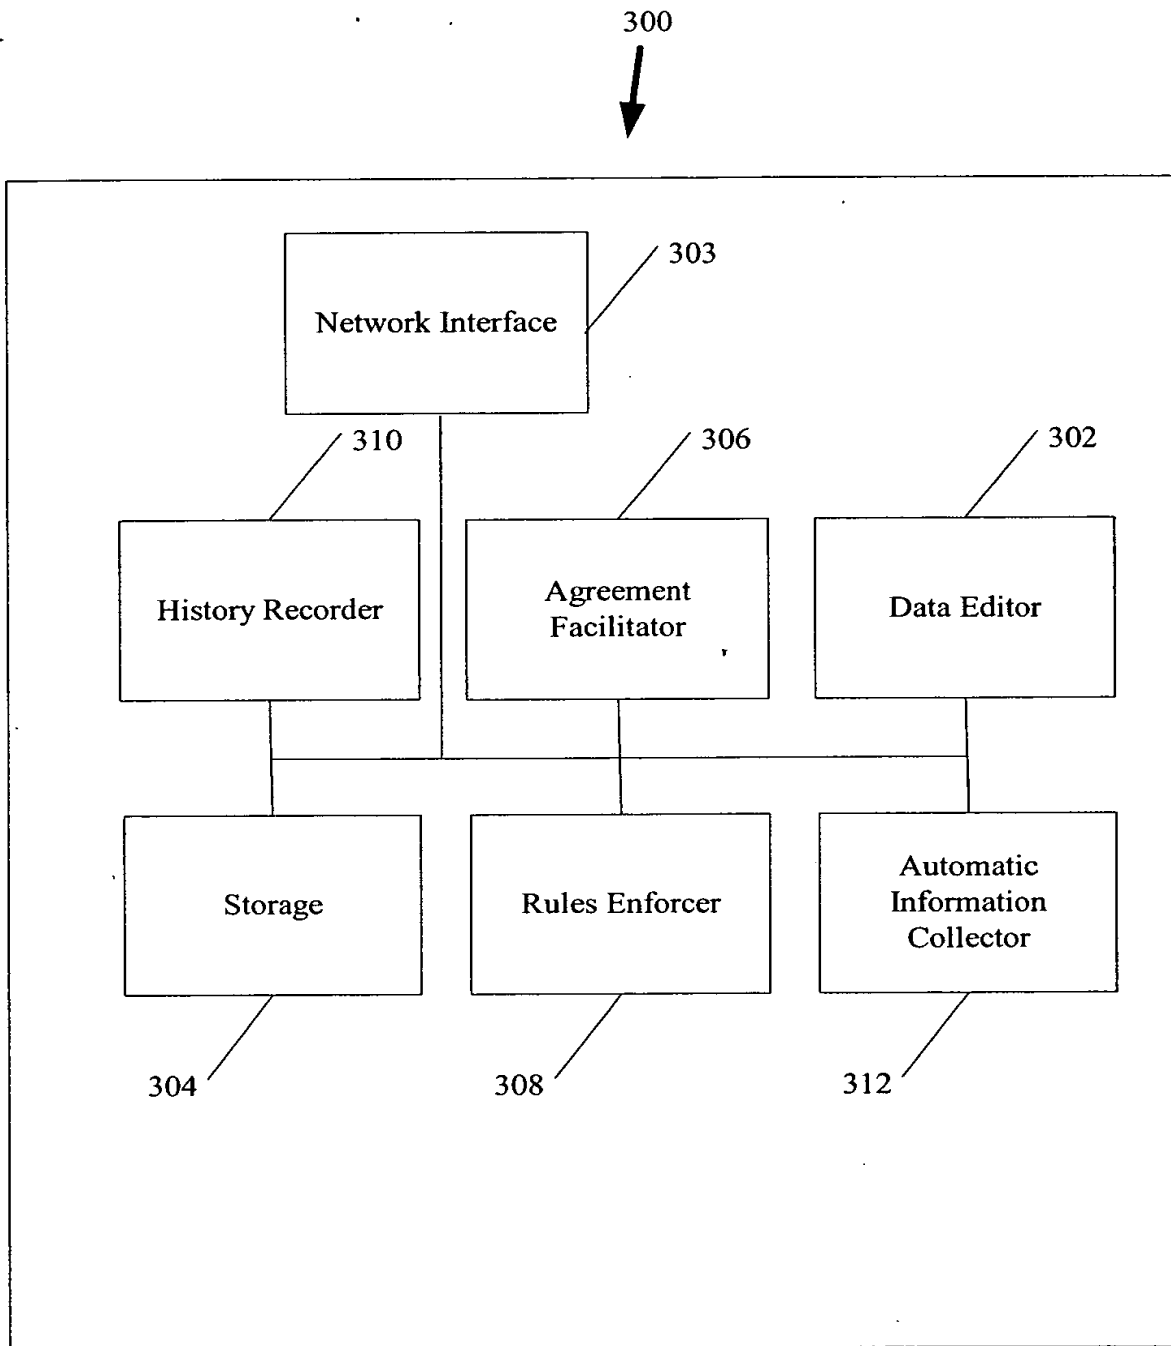 300
303
Network Interface
310
306
302
History Recorder
Agreement
Facilitator
Data Editor
Storage
Rules Enforcer
Automatic
Information
Collector
304
308
312